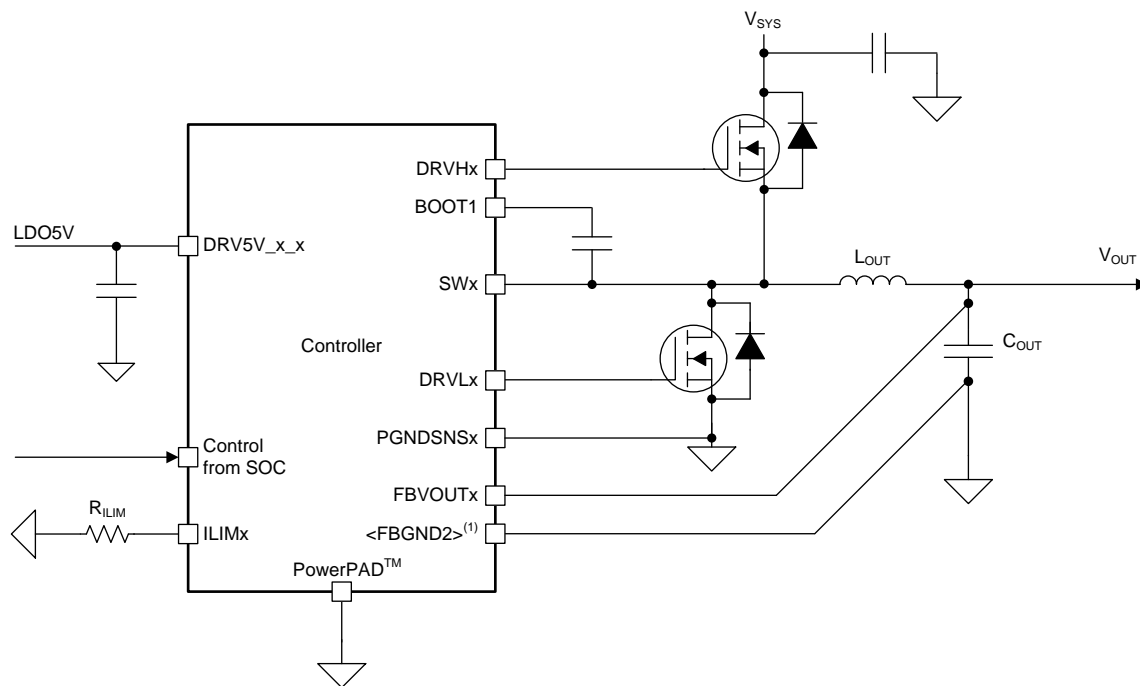 VSYS
DRVHx
BOOT1
LDO5V
DRV5V_x_x
SWx
LOUT
VOUT
Controller
COUT
DRVLx
PGNDSNSx
Control
from SOC
FBVOUTx
RILIM
ILIMx
<FBGND2>(1)
PowerPAD™